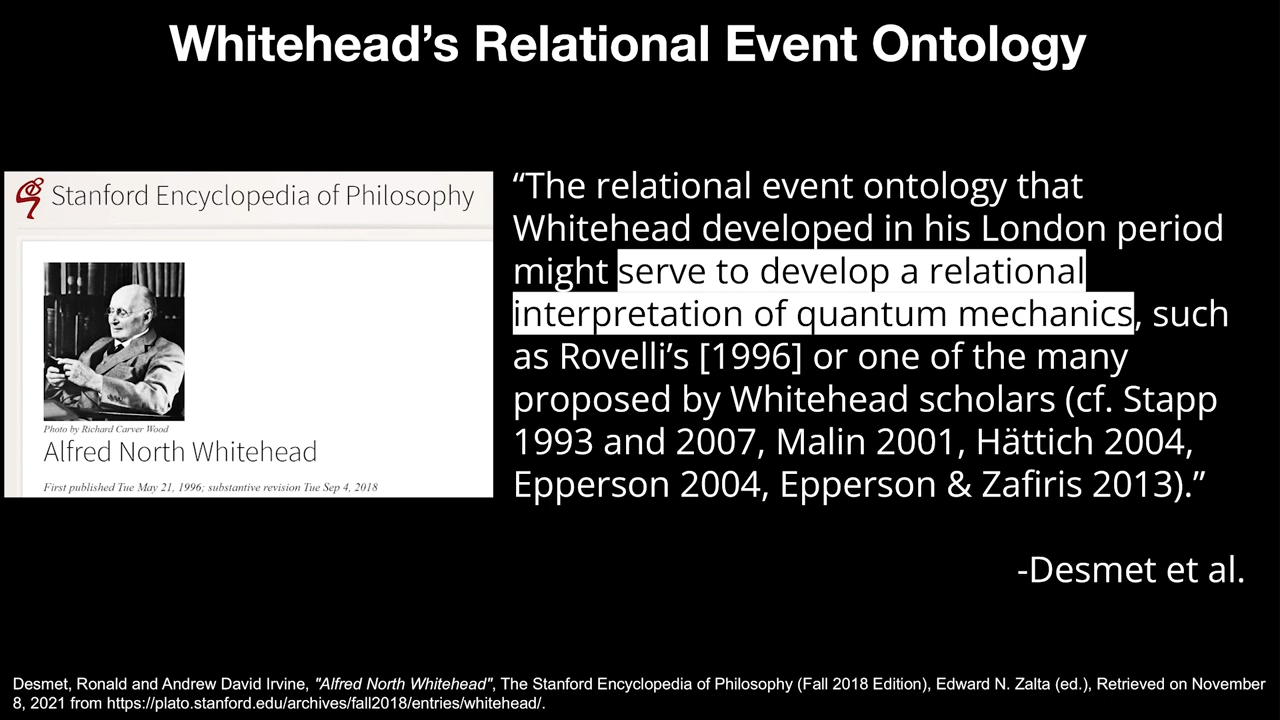 Whitehead’s Relational Event Ontology
Stanford Encyclopedia of Philosophy
Photo by Richard Carver Wood
Alfred North Whitehead
First published Tue May 21, 1996; substantive revision Tue Sep 4, 2018
“The relational event ontology that
Whitehead developed in his London period
might serve to develop a relational
interpretation of quantum mechanics, such
as Rovelli’s [1996] or one of the many
proposed by Whitehead scholars (cf. Stapp
1993 and 2007, Malin 2001, Hättich 2004,
Epperson 2004, Epperson & Zafiris 2013).”
-Desmet et al.
Desmet, Ronald and Andrew David Irvine, "Alfred North Whitehead", The Stanford Encyclopedia of Philosophy (Fall 2018 Edition), Edward N. Zalta (ed.), Retrieved on November
8, 2021 from https://plato.stanford.edu/archives/fall2018/entries/whitehead/.